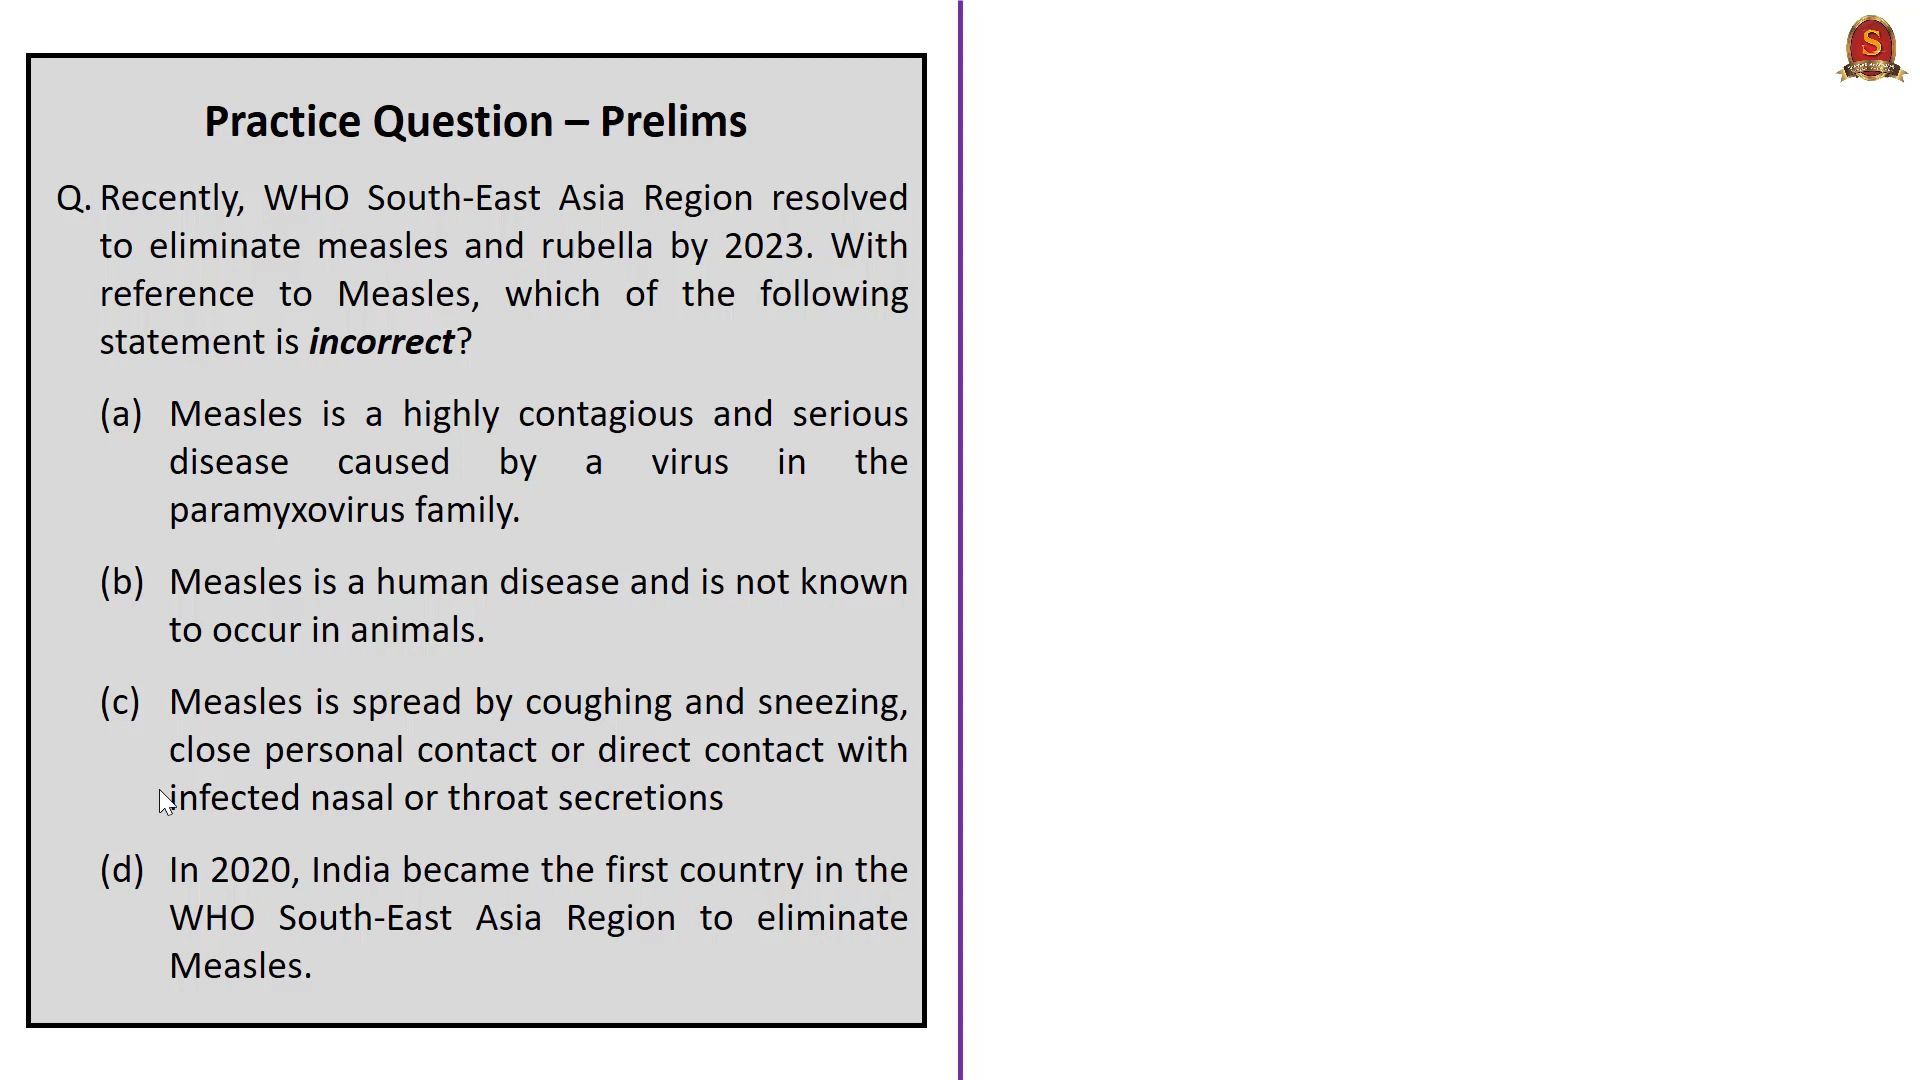 Practice Question – Prelims
Q. Recently, WHO South-East Asia Region resolved
to eliminate measles and rubella by 2023. With
reference to Measles, which of the following
statement is incorrect?
(a) Measles is a highly contagious and serious
disease caused by a virus in the
paramyxovirus family.
(b) Measles is a human disease and is not known
to occur in animals.
(c) Measles is spread by coughing and sneezing,
close personal contact or direct contact with
infected nasal or throat secretions
(d) In 2020, India became the first country in the
WHO South-East Asia Region to eliminate
Measles.
S